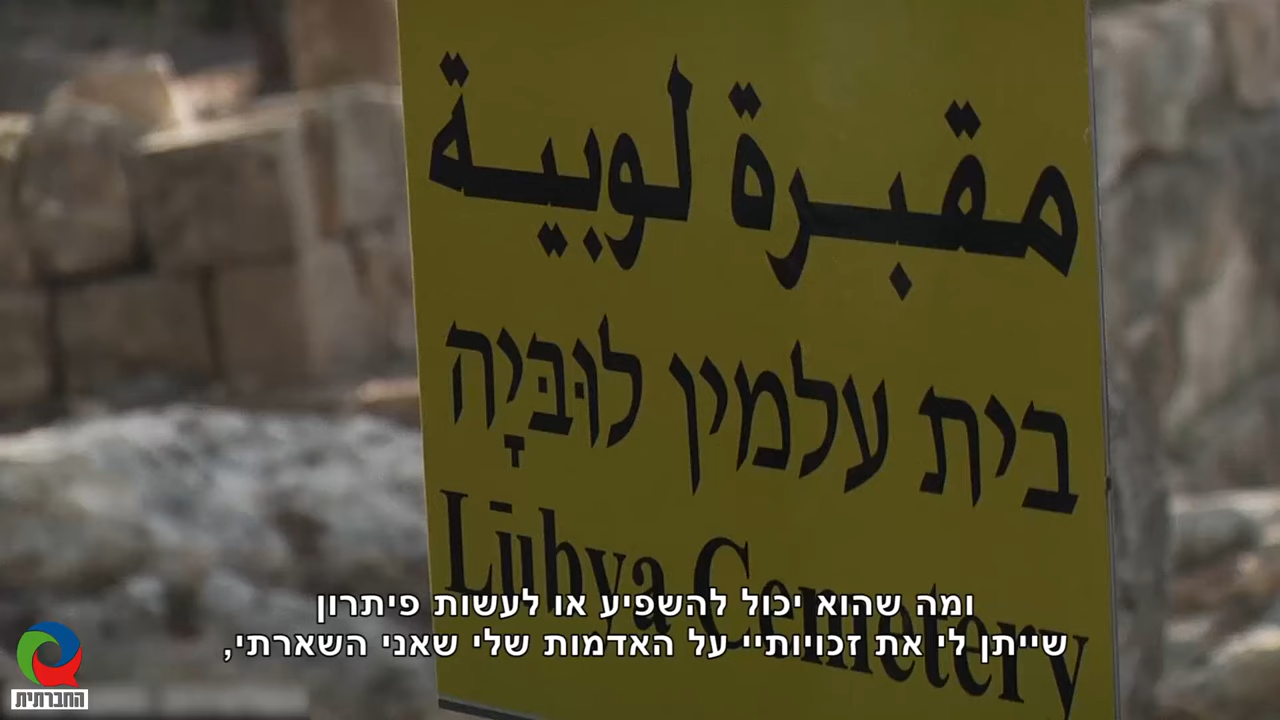 مقبرة لوبية
בית עלמין לוּבּיָה
Lūbya Cemetery
ומה שהוא יכול להשפיע או לעשות פיתרון
שייתן לי את זכויותיי על האדמות שלי שאני השארתי,
החברתית